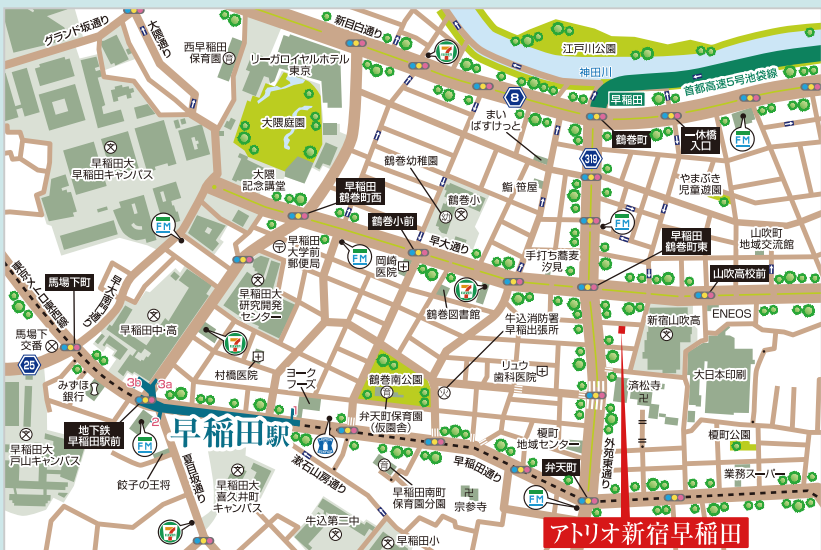 グランド坂通り
大隈通り
新目白通り
西早稲田
保育園
リーガロイヤルホテル
東京
江戸川公園
神田川
首都高速5号池袋線
早稲田
8
まい
ばすけっと
鶴巻町
一休橋
入口
FM
大隈庭園
早稲田大
早稲田キャンパス
大隈
記念講堂
319
鶴巻幼稚園
鮨 笹屋
やまぶき
児童遊園
早稲田
鶴巻町西
鶴巻小
鶴巻小前
FM
FM
早稲田
鶴巻町東
山吹町
地域交流館
早稲田
大学前
郵便局
FM
早大通り
岡崎
医院
手打ち蕎麦
汐見
山吹高校前
東京メトロ東西線
馬場下町
早大南門通り
早稲田大
研究開発
センター
鶴巻図書館
牛込消防署
早稲出張所
新宿山吹高
ENEOS
早稲田中・高
馬場下
交番
25
村橋医院
ヨーク
フーズ
鶴巻南公園
リュウ
歯科医院
大日本印刷
済松寺
みずほ
銀行
3b
3a
1
2
地下鉄
早稲田駅前
早稲田駅
弁天町保育園
(仮園舎)
榎町
地域センター
外苑東通り
榎町公園
早稲田大
戸山キャンパス
FM
夏目坂通り
漱石山房通り
早稲田通り
弁天町
業務スーパー
餃子の王将
早稲田大
喜久井町
キャンパス
早稲田南町
保育園分園
宗参寺
FM
牛込第三中
早稲田小
アトリオ新宿早稲田